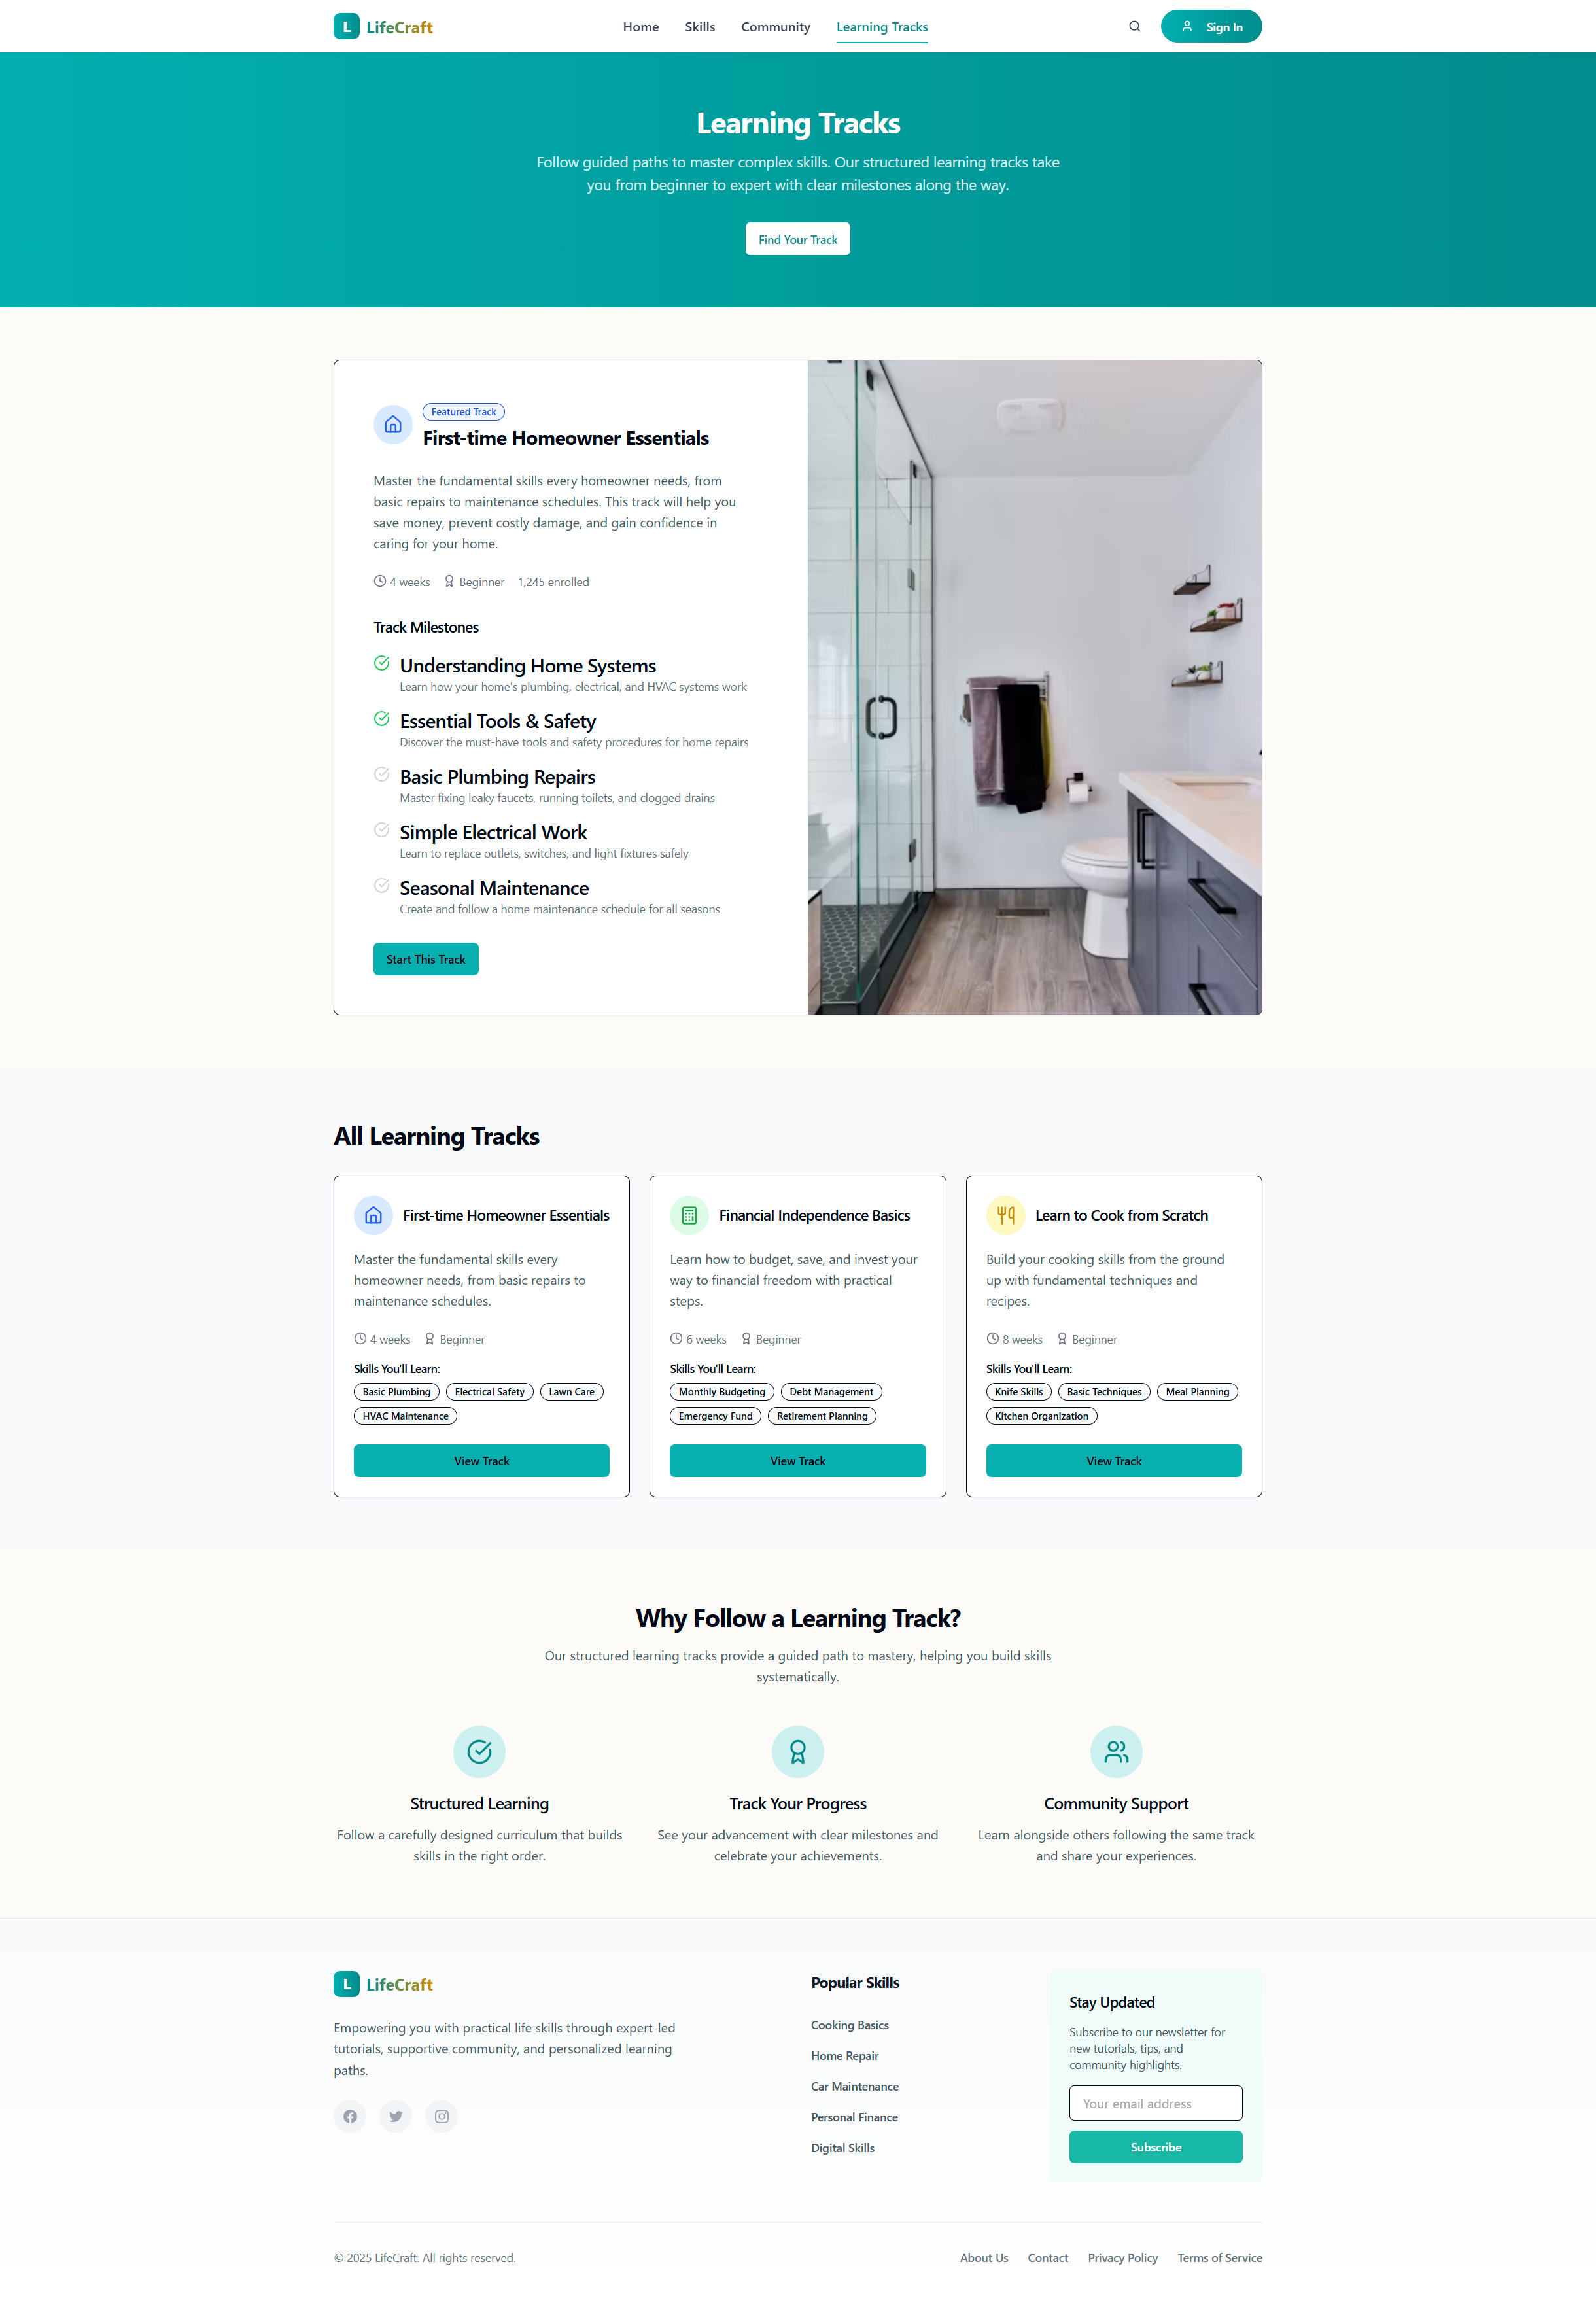 L LifeCraft
Home Skills Community Learning Tracks
Sign In
Learning Tracks
Follow guided paths to master complex skills. Our structured learning tracks take
you from beginner to expert with clear milestones along the way.
Find Your Track
Featured Track
First-time Homeowner Essentials
Master the fundamental skills every homeowner needs, from
basic repairs to maintenance schedules. This track will help you
save money, prevent costly damage, and gain confidence in
caring for your home.
4 weeks Beginner 1,245 enrolled
Track Milestones
Understanding Home Systems
Learn how your home's plumbing, electrical, and HVAC systems work
Essential Tools & Safety
Discover the must-have tools and safety procedures for home repairs
Basic Plumbing Repairs
Master fixing leaky faucets, running toilets, and clogged drains
Simple Electrical Work
Learn to replace outlets, switches, and light fixtures safely
Seasonal Maintenance
Create and follow a home maintenance schedule for all seasons
Start This Track
All Learning Tracks
First-time Homeowner Essentials
Master the fundamental skills every
homeowner needs, from basic repairs to
maintenance schedules.
4 weeks Beginner
Skills You'll Learn:
Basic Plumbing Electrical Safety Lawn Care
HVAC Maintenance
View Track
Financial Independence Basics
Learn how to budget, save, and invest your
way to financial freedom with practical
steps.
6 weeks Beginner
Skills You'll Learn:
Monthly Budgeting Debt Management
Emergency Fund Retirement Planning
View Track
Learn to Cook from Scratch
Build your cooking skills from the ground
up with fundamental techniques and
recipes.
8 weeks Beginner
Skills You'll Learn:
Knife Skills Basic Techniques Meal Planning
Kitchen Organization
View Track
Why Follow a Learning Track?
Our structured learning tracks provide a guided path to mastery, helping you build skills
systematically.
Structured Learning
Follow a carefully designed curriculum that builds
skills in the right order.
Track Your Progress
See your advancement with clear milestones and
celebrate your achievements.
Community Support
Learn alongside others following the same track
and share your experiences.
L LifeCraft
Empowering you with practical life skills through expert-led
tutorials, supportive community, and personalized learning
paths.
Popular Skills
Cooking Basics
Home Repair
Car Maintenance
Personal Finance
Digital Skills
Stay Updated
Subscribe to our newsletter for
new tutorials, tips, and
community highlights.
Your email address
Subscribe
© 2025 LifeCraft. All rights reserved.
About Us Contact Privacy Policy Terms of Service